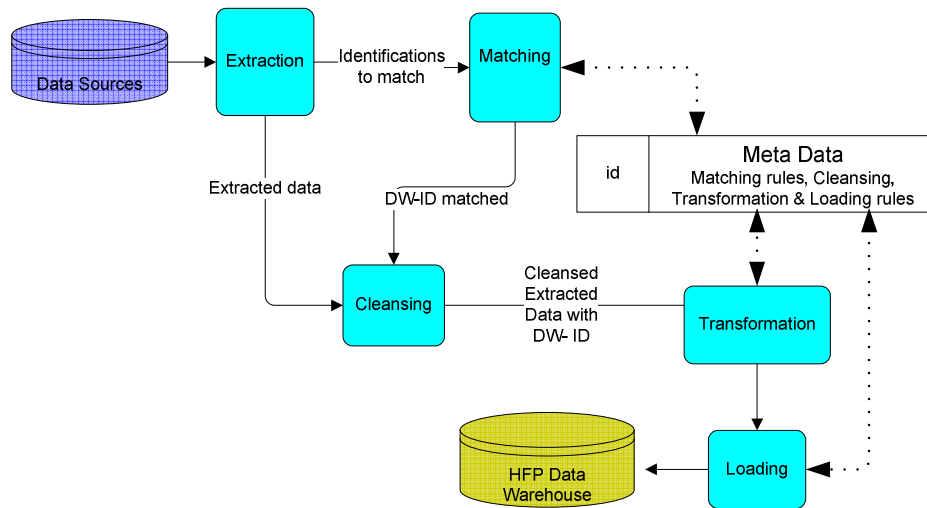 Data Sources
Extraction
Identifications
to match
Matching
id
Meta Data
Matching rules, Cleansing,
Transformation & Loading rules
Extracted data
DW-ID matched
Cleansing
Cleansed
Extracted
Data with
DW- ID
Transformation
HFP Data
Warehouse
Loading